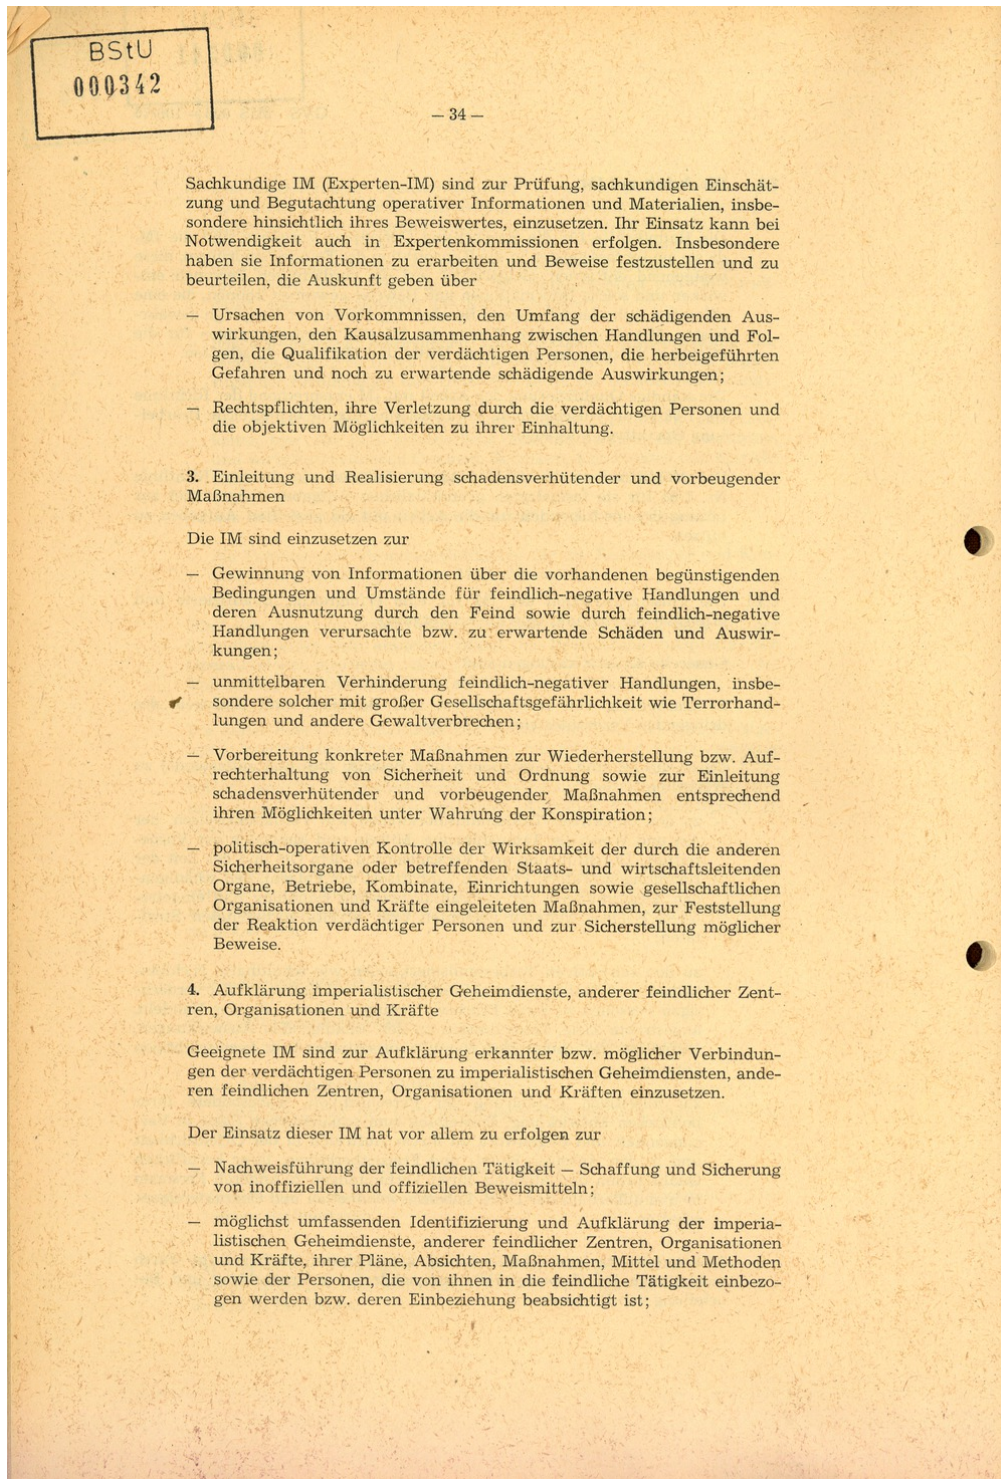 BStU
000342
— 34 —
Sachkundige IM (Experten-IM) sind zur Prüfung, sachkundigen Einschät-
zung und Begutachtung operativer Informationen und Materialien, insbe-
sondere hinsichtlich ihres Beweiswertes, einzusetzen. Ihr Einsatz kann bei
Notwendigkeit auch in Expertenkommissionen erfolgen. Insbesondere
haben sie Informationen zu erarbeiten und Beweise festzustellen und zu
beurteilen, die Auskunft geben über
— Ursachen von Vorkommnissen, den Umfang der schädigenden Aus-
wirkungen, den Kausalzusammenhang zwischen Handlungen und Fol-
gen, die Qualifikation der verdächtigen Personen, die herbeigeführten
Gefahren und noch zu erwartende schädigende Auswirkungen;
— Rechtspflichten, ihre Verletzung durch die verdächtigen Personen und
die objektiven Möglichkeiten zu ihrer Einhaltung.
3. Einleitung und Realisierung schadensverhütender und vorbeugender
Maßnahmen
Die IM sind einzusetzen zur
— Gewinnung von Informationen über die vorhandenen begünstigenden
Bedingungen und Umstände für feindlich-negative Handlungen und
deren Ausnutzung durch den Feind sowie durch feindlich-negative
Handlungen verursachte bzw. zu erwartende Schäden und Auswir-
kungen;
— unmittelbaren Verhinderung feindlich-negativer Handlungen, insbe-
sondere solcher mit großer Gesellschaftsgefährlichkeit wie Terrorhand-
lungen und andere Gewaltverbrechen;
— Vorbereitung konkreter Maßnahmen zur Wiederherstellung bzw. Auf-
rechterhaltung von Sicherheit und Ordnung sowie zur Einleitung
schadensverhütender und vorbeugender Maßnahmen entsprechend
ihren Möglichkeiten unter Wahrung der Konspiration;
— politisch-operativen Kontrolle der Wirksamkeit der durch die anderen
Sicherheitsorgane oder betreffenden Staats- und wirtschaftsleitenden
Organe, Betriebe, Kombinate, Einrichtungen sowie gesellschaftlichen
Organisationen und Kräfte eingeleiteten Maßnahmen, zur Feststellung
der Reaktion verdächtiger Personen und zur Sicherstellung möglicher
Beweise.
4. Aufklärung imperialistischer Geheimdienste, anderer feindlicher Zent-
ren, Organisationen und Kräfte
Geeignete IM sind zur Aufklärung erkannter bzw. möglicher Verbindun-
gen der verdächtigen Personen zu imperialistischen Geheimdiensten, ande-
ren feindlichen Zentren, Organisationen und Kräften einzusetzen.
Der Einsatz dieser IM hat vor allem zu erfolgen zur
— Nachweisführung der feindlichen Tätigkeit — Schaffung und Sicherung
von inoffiziellen und offiziellen Beweismitteln;
— möglichst umfassenden Identifizierung und Aufklärung der imperia-
listischen Geheimdienste, anderer feindlicher Zentren, Organisationen
und Kräfte, ihrer Pläne, Absichten, Maßnahmen, Mittel und Methoden
sowie der Personen, die von ihnen in die feindliche Tätigkeit einbezo-
gen werden bzw. deren Einbeziehung beabsichtigt ist;